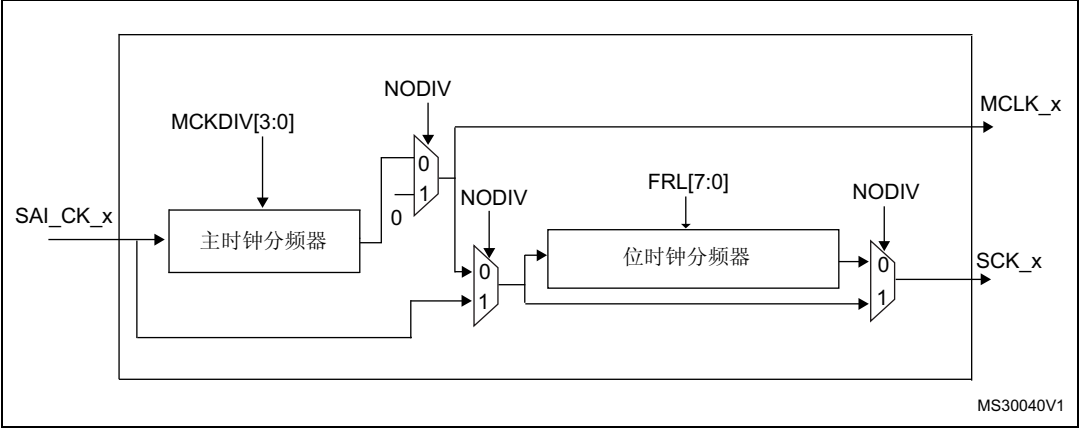 NODIV
MCLK_x
MCKDIV[3:0]
0
1
0
NODIV
FRL[7:0]
NODIV
SAI_CK_x
主时钟分频器
0
1
位时钟分频器
0
1
SCK_x
MS30040V1